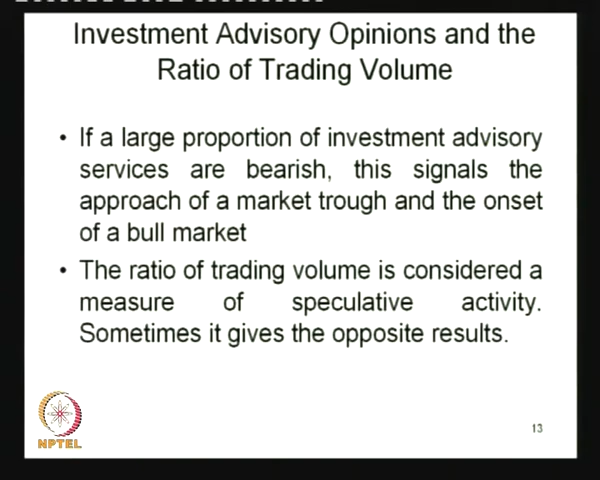 Investment Advisory Opinions and the
Ratio of Trading Volume
• If a large proportion of investment advisory
services are bearish, this signals the
approach of a market trough and the onset
of a bull market
• The ratio of trading volume is considered a
measure of speculative activity.
Sometimes it gives the opposite results.
NPTEL
13